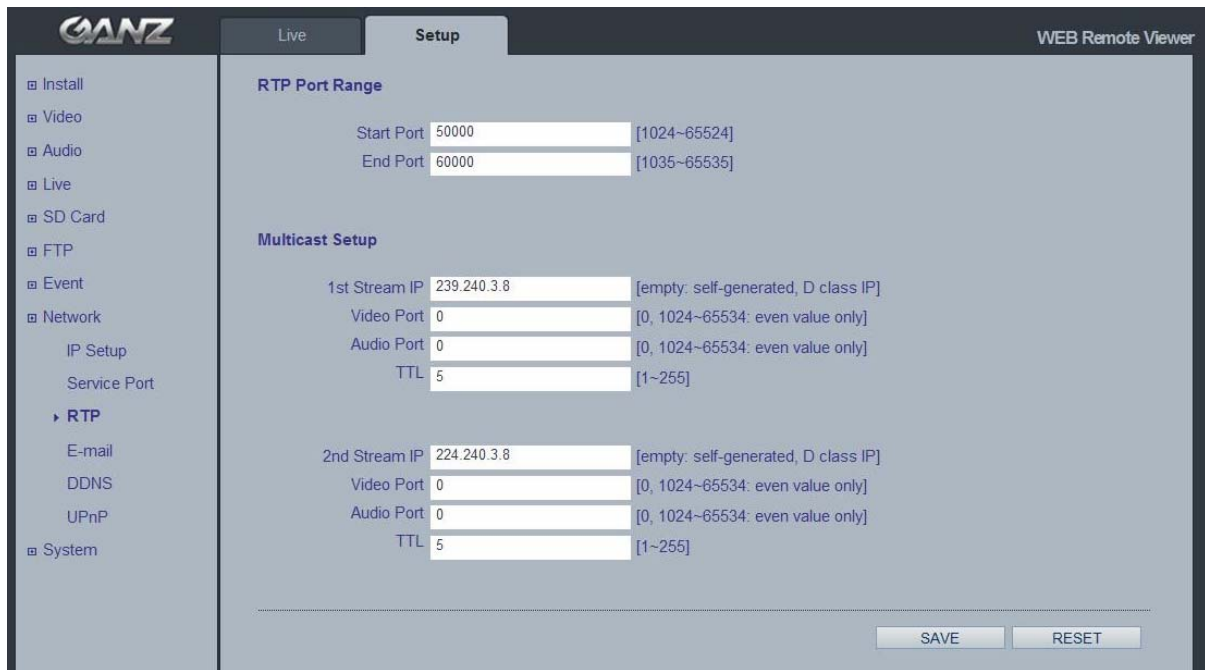 GANZ
Live
Setup
WEB Remote Viewer
Install
Video
Audio
Live
SD Card
FTP
Event
Network
IP Setup
Service Port
RTP
E-mail
DDNS
UPnP
System
RTP Port Range
Start Port 50000 [1024~65524]
End Port 60000 [1035~65535]
Multicast Setup
1st Stream IP 239.240.3.8 [empty: self-generated, D class IP]
Video Port 0 [0, 1024~65534: even value only]
Audio Port 0 [0, 1024~65534: even value only]
TTL 5 [1~255]
2nd Stream IP 224.240.3.8 [empty: self-generated, D class IP]
Video Port 0 [0, 1024~65534: even value only]
Audio Port 0 [0, 1024~65534: even value only]
TTL 5 [1~255]
SAVE
RESET